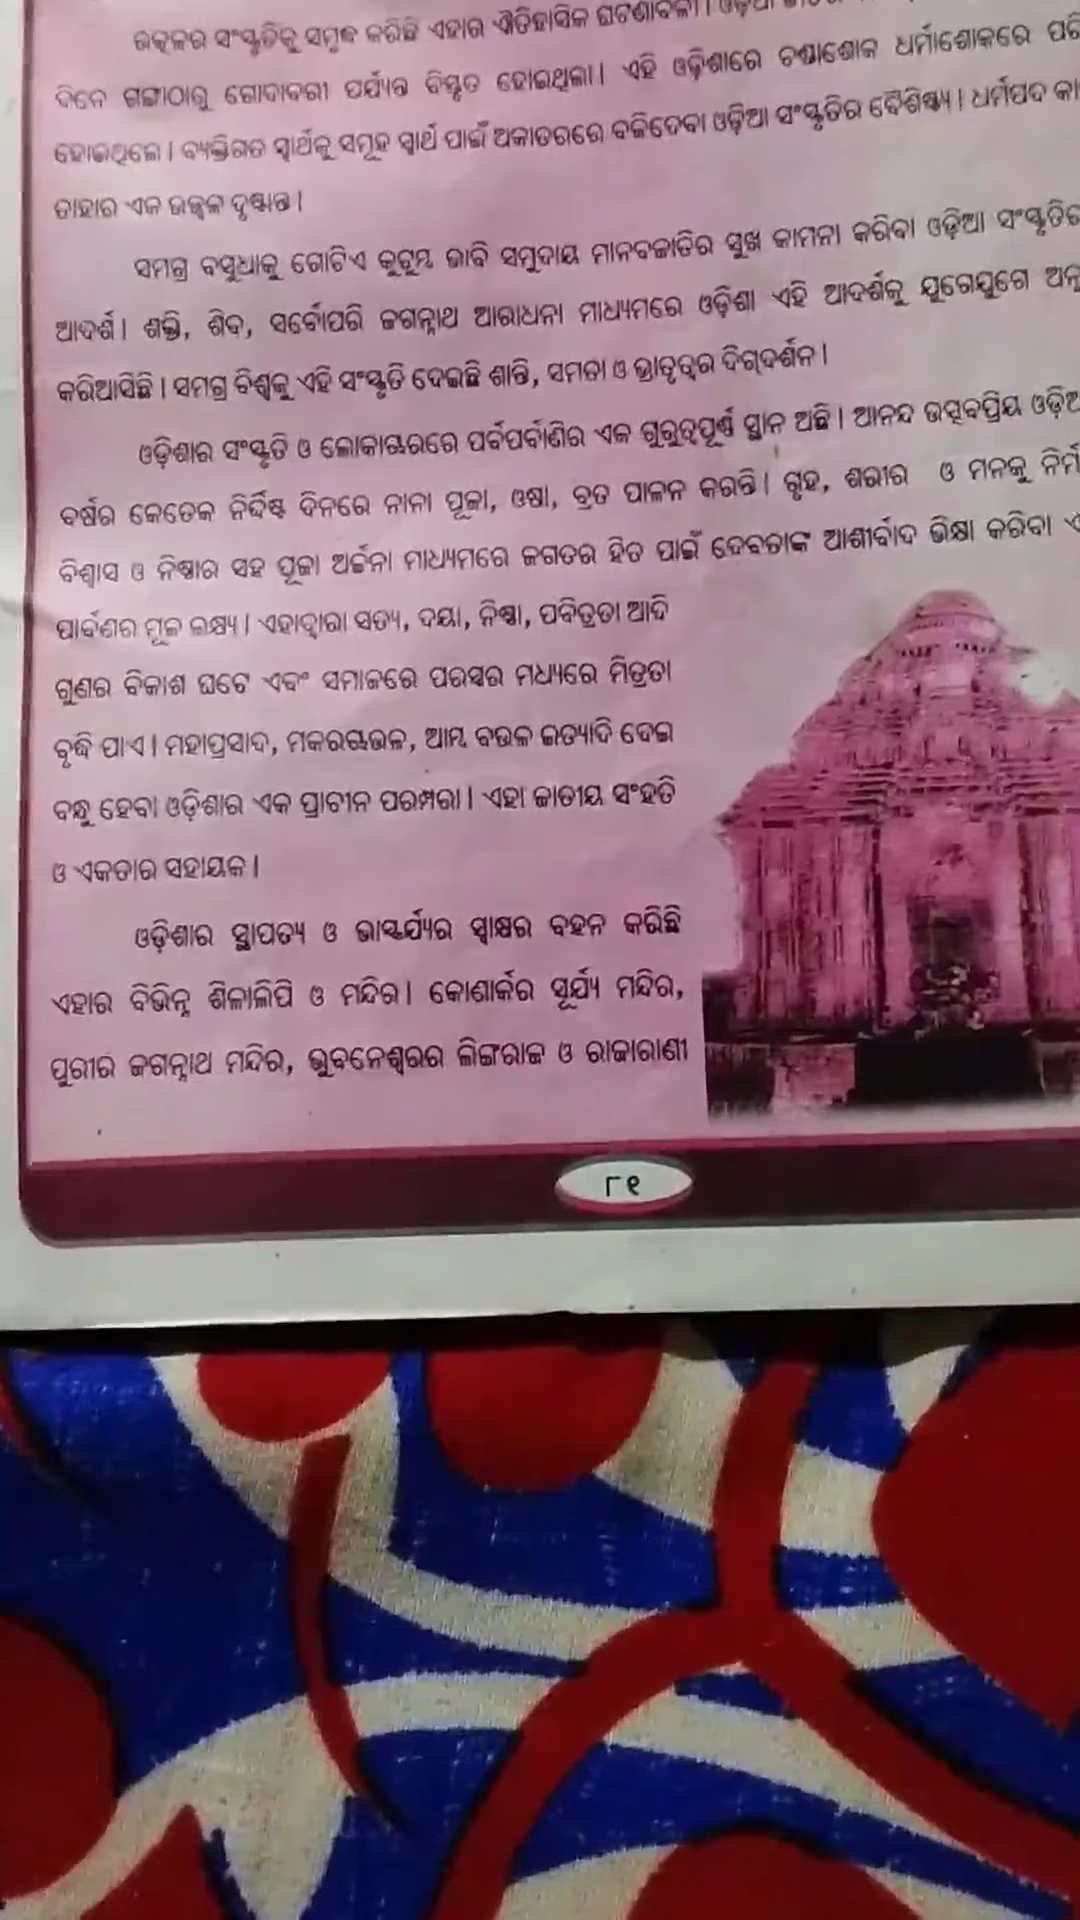 ଉତ୍କଳର ସଂସ୍କୃତିକୁ ସମୃଦ୍ଧ କରିଛି ଏହାର ଐତିହାସିକ ଘଟଣାବଳୀ । ଓଡ଼ିଆ
ଦିନେ ଗଙ୍ଗାଠାରୁ ଗୋଦାବରୀ ପର୍ଯ୍ୟନ୍ତ ବିସ୍ତୃତ ହୋଇଥିଲା । ଏହି ଓଡ଼ିଶାରେ ଚଣ୍ଡାଶୋକ ଧର୍ମାଶୋକରେ ପରି
ହୋଇଥିଲେ । ବ୍ୟକ୍ତିଗତ ସ୍ୱାର୍ଥକୁ ସମୂହ ସ୍ୱାର୍ଥ ପାଇଁ ଅକାତରରେ ବଳିଦେବା ଓଡ଼ିଆ ସଂସ୍କୃତିର ବୈଶିଷ୍ଟ୍ୟ । ଧର୍ମପଦ କା
ତାହାର ଏକ ଉଜ୍ଜ୍ୱଳ ଦୃଷ୍ଟାନ୍ତ ।
ସମଗ୍ର ବସୁଧାକୁ ଗୋଟିଏ କୁଟୁମ୍ବ ଭାବି ସମୁଦାୟ ମାନବଜାତିର ସୁଖ କାମନା କରିବା ଓଡ଼ିଆ ସଂସ୍କୃତିର
ଆଦର୍ଶ । ଶକ୍ତି, ଶିବ, ସର୍ବୋପରି ଜଗନ୍ନାଥ ଆରାଧନା ମାଧ୍ୟମରେ ଓଡ଼ିଶା ଏହି ଆଦର୍ଶକୁ ଯୁଗେଯୁଗେ ଅନୁ
କରିଆସିଛି । ସମଗ୍ର ବିଶ୍ୱକୁ ଏହି ସଂସ୍କୃତି ଦେଇଛି ଶାନ୍ତି, ସମତା ଓ ଭ୍ରାତୃତ୍ୱର ଦିଗ୍‌ଦର୍ଶନ ।
ଓଡ଼ିଶାର ସଂସ୍କୃତି ଓ ଲୋକାଚାରରେ ପର୍ବପର୍ବାଣିର ଏକ ଗୁରୁତ୍ୱପୂର୍ଣ୍ଣ ସ୍ଥାନ ଅଛି । ଆନନ୍ଦ ଉତ୍ସବପ୍ରିୟ ଓଡ଼ିଆ
ବର୍ଷର କେତେକ ନିର୍ଦ୍ଦିଷ୍ଟ ଦିନରେ ନାନା ପୂଜା, ଓଷା, ବ୍ରତ ପାଳନ କରନ୍ତି । ଗୃହ, ଶରୀର ଓ ମନକୁ ନିର୍ମ
ବିଶ୍ୱାସ ଓ ନିଷ୍ଠାର ସହ ପୂଜା ଅର୍ଚ୍ଚନା ମାଧ୍ୟମରେ ଜଗତର ହିତ ପାଇଁ ଦେବତାଙ୍କ ଆଶୀର୍ବାଦ ଭିକ୍ଷା କରିବା ଏ
ପାର୍ବଣର ମୂଳ ଲକ୍ଷ୍ୟ । ଏହାଦ୍ୱାରା ସତ୍ୟ, ଦୟା, ନିଷ୍ଠା, ପବିତ୍ରତା ଆଦି
ଗୁଣର ବିକାଶ ଘଟେ ଏବଂ ସମାଜରେ ପରସ୍ପର ମଧ୍ୟରେ ମିତ୍ରତା
ବୃଦ୍ଧି ପାଏ । ମହାପ୍ରସାଦ, ମକରଚାଉଳ, ଆମ୍ବ ବଉଳ ଇତ୍ୟାଦି ଦେଇ
ବନ୍ଧୁ ହେବା ଓଡ଼ିଶାର ଏକ ପ୍ରାଚୀନ ପରମ୍ପରା । ଏହା ଜାତୀୟ ସଂହତି
ଓ ଏକତାର ସହାୟକ ।
ଓଡ଼ିଶାର ସ୍ଥାପତ୍ୟ ଓ ଭାସ୍କର୍ଯ୍ୟର ସ୍ୱାକ୍ଷର ବହନ କରିଛି
ଏହାର ବିଭିନ୍ନ ଶିଳାଲିପି ଓ ମନ୍ଦିର । କୋଣାର୍କର ସୂର୍ଯ୍ୟ ମନ୍ଦିର,
ପୁରୀର ଜଗନ୍ନାଥ ମନ୍ଦିର, ଭୁବନେଶ୍ୱରର ଲିଙ୍ଗରାଜ ଓ ରାଜାରାଣୀ
୮୧